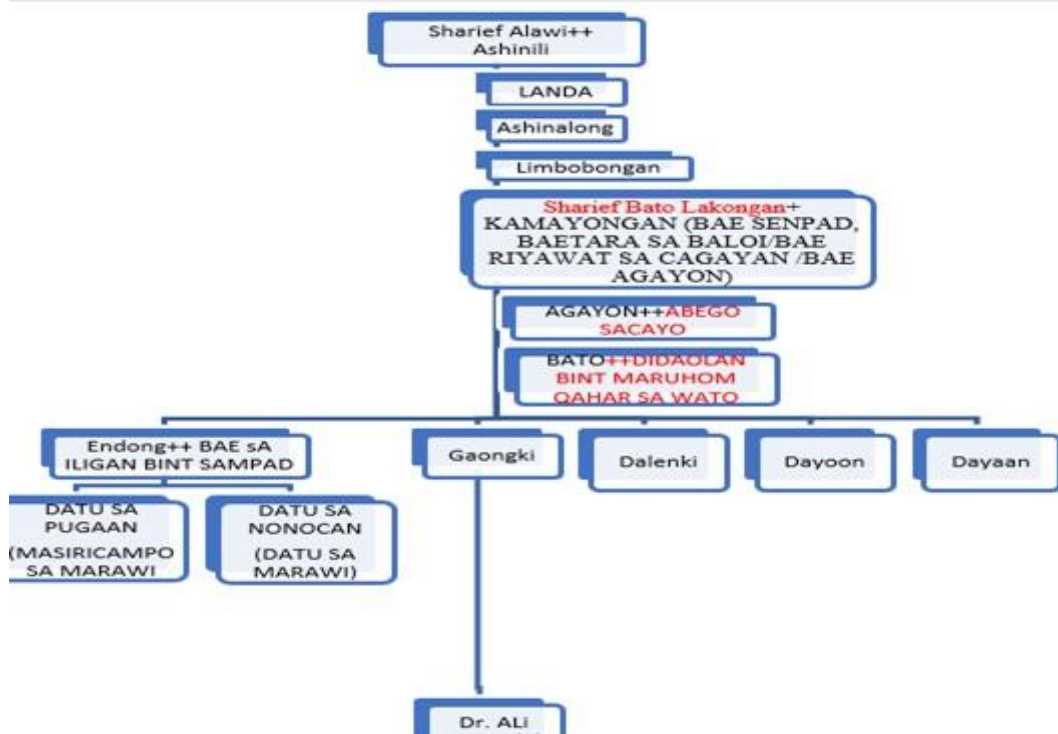 Sharief Alawi++
Ashinili
LANDA
Ashinalong
Limbobongan
Sharief Bato Lakongan+
KAMAYONGAN (BAE SENPAD,
BAETARA SA BALOI/BAE
RIYAWAT SA CAGAYAN /BAE
AGAYON)
AGAYON++ABEGO
SACAYO
BATO++DIDAOLAN
BINT MARUHOM
QAHAR SA WATO
Endong++ BAE sA
ILIGAN BINT SAMPAD
Gaongki
Dalenki
Dayoon
Dayaan
DATU SA
PUGAAN
(MASIRICAMPO
SA MARAWI
DATU SA
NONOCAN
(DATU SA
MARAWI)
Dr. ALi